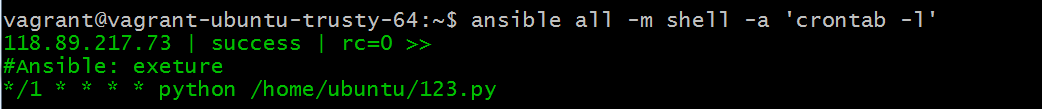 vagrant@vagrant-ubuntu-trusty-64:~$ ansible all -m shell -a 'crontab -l'
118.89.217.73 | success | rc=0 >>
#Ansible: exeture
*/1 * * * * python /home/ubuntu/123.py